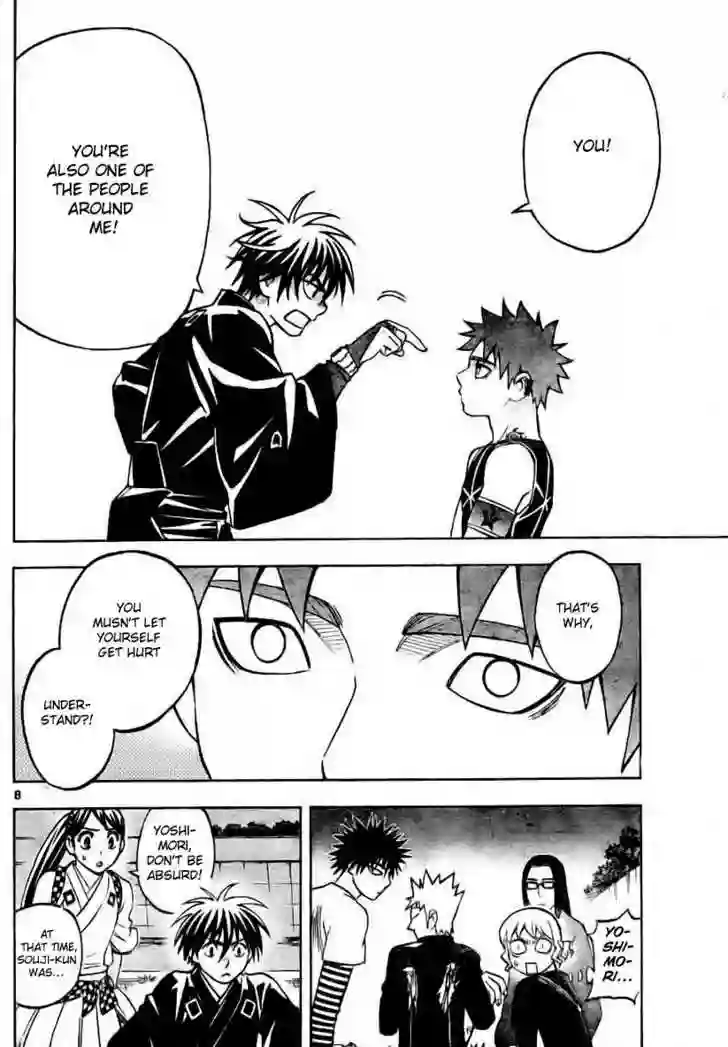 YOU!
YOU'RE
ALSO ONE OF
THE PEOPLE
AROUND
ME!
THAT'S
WHY,
YOU
MUSN'T LET
YOURSELF
GET HURT
UNDER-
STAND?!
8
YO-
SHI-
MO-
RI...
YOSHI-
MORI,
DON'T BE
ABSURD!
AT
THAT TIME,
SOUJI-KUN
WAS...